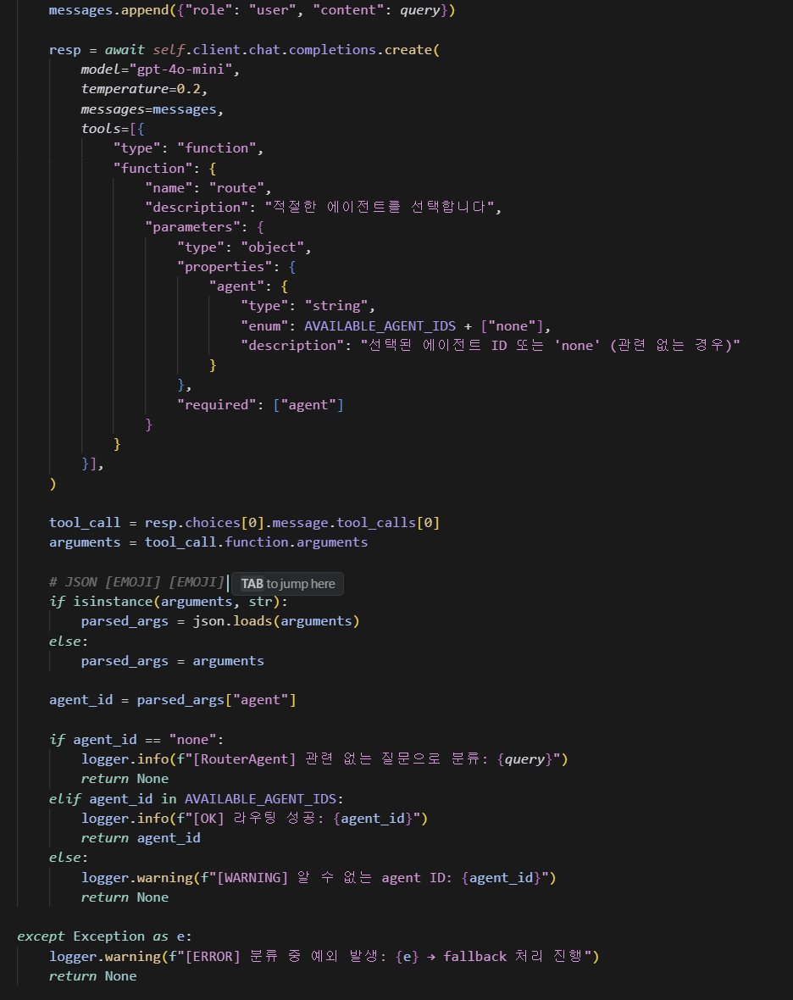 messages.append({"role": "user", "content": query})
resp = await self.client.chat.completions.create(
model="gpt-4o-mini",
temperature=0.2,
messages=messages,
tools=[{
"type": "function",
"function": {
"name": "route",
"description": "적절한 에이전트를 선택합니다",
"parameters": {
"type": "object",
"properties": {
"agent": {
"type": "string",
"enum": AVAILABLE_AGENT_IDS + ["none"],
"description": "선택된 에이전트 ID 또는 'none' (관련 없는 경우)"
}
},
"required": ["agent"]
}
}
}],
)
tool_call = resp.choices[0].message.tool_calls[0]
arguments = tool_call.function.arguments
# JSON [EMOJI] [EMOJI] TAB to jump here
if isinstance(arguments, str):
parsed_args = json.loads(arguments)
else:
parsed_args = arguments
agent_id = parsed_args["agent"]
if agent_id == "none":
logger.info(f"[RouterAgent] 관련 없는 질문으로 분류: {query}")
return None
elif agent_id in AVAILABLE_AGENT_IDS:
logger.info(f"[OK] 라우팅 성공: {agent_id}")
return agent_id
else:
logger.warning(f"[WARNING] 알 수 없는 agent ID: {agent_id}")
return None
except Exception as e:
logger.warning(f"[ERROR] 분류 중 예외 발생: {e} → fallback 처리 진행")
return None